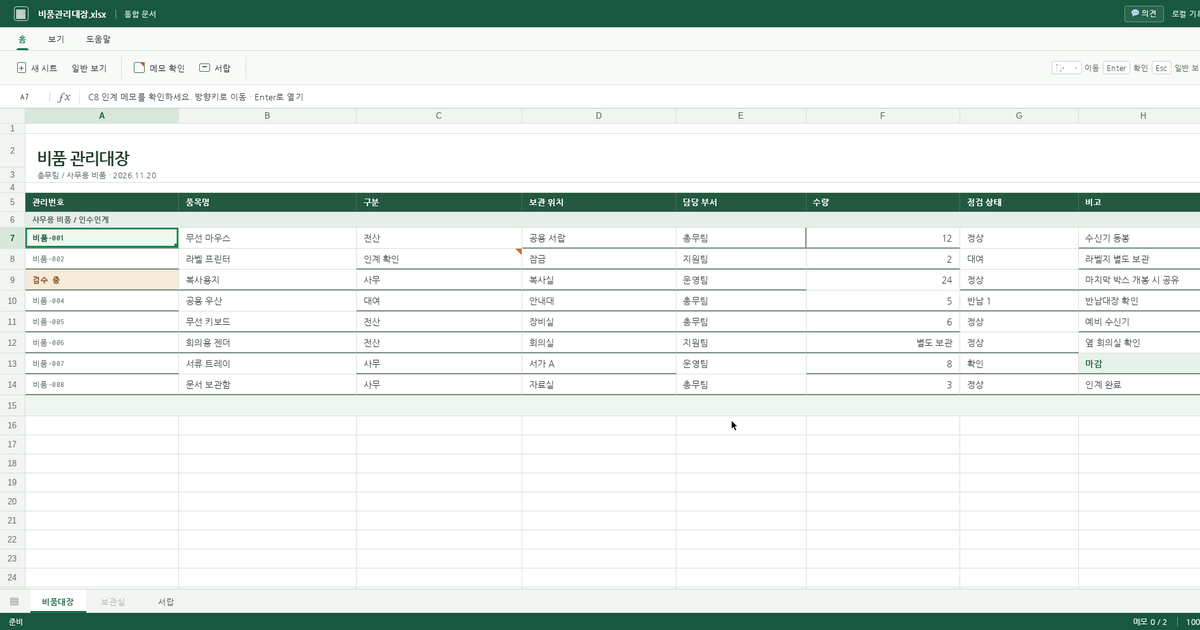 비품관리대장.xlsx 통합 문서 의견 로컬 기록
홈 보기 도움말
새 시트 일반 보기 메모 확인 서랍 이동 Enter 확인 Esc 일반 보
A7 fx C8 인계 메모를 확인하세요. 방향키로 이동 · Enter로 열기
A B C D E F G H
1
2 비품 관리대장
3 총무팀 / 사무용 비품 · 2026.11.20
4
5 관리번호 품목명 구분 보관 위치 담당 부서 수량 점검 상태 비고
6 사무용 비품 / 인수인계
7 비품-001 무선 마우스 전산 공용 서랍 총무팀 12 정상 수신기 동봉
8 비품-002 라벨 프린터 인계 확인 잠금 지원팀 2 대여 라벨지 별도 보관
9 검수 중 복사용지 사무 복사실 운영팀 24 정상 마지막 박스 개봉 시 공유
10 비품-004 공용 우산 대여 안내대 총무팀 5 반납 1 반납대장 확인
11 비품-005 무선 키보드 전산 장비실 총무팀 6 정상 예비 수신기
12 비품-006 회의용 젠더 전산 회의실 지원팀 별도 보관 정상 옆 회의실 확인
13 비품-007 서류 트레이 사무 서가 A 운영팀 8 확인 마감
14 비품-008 문서 보관함 사무 자료실 총무팀 3 정상 인계 완료
15
16
17
18
19
20
21
22
23
24
비품대장 보관실 서랍
준비 메모 0 / 2 100